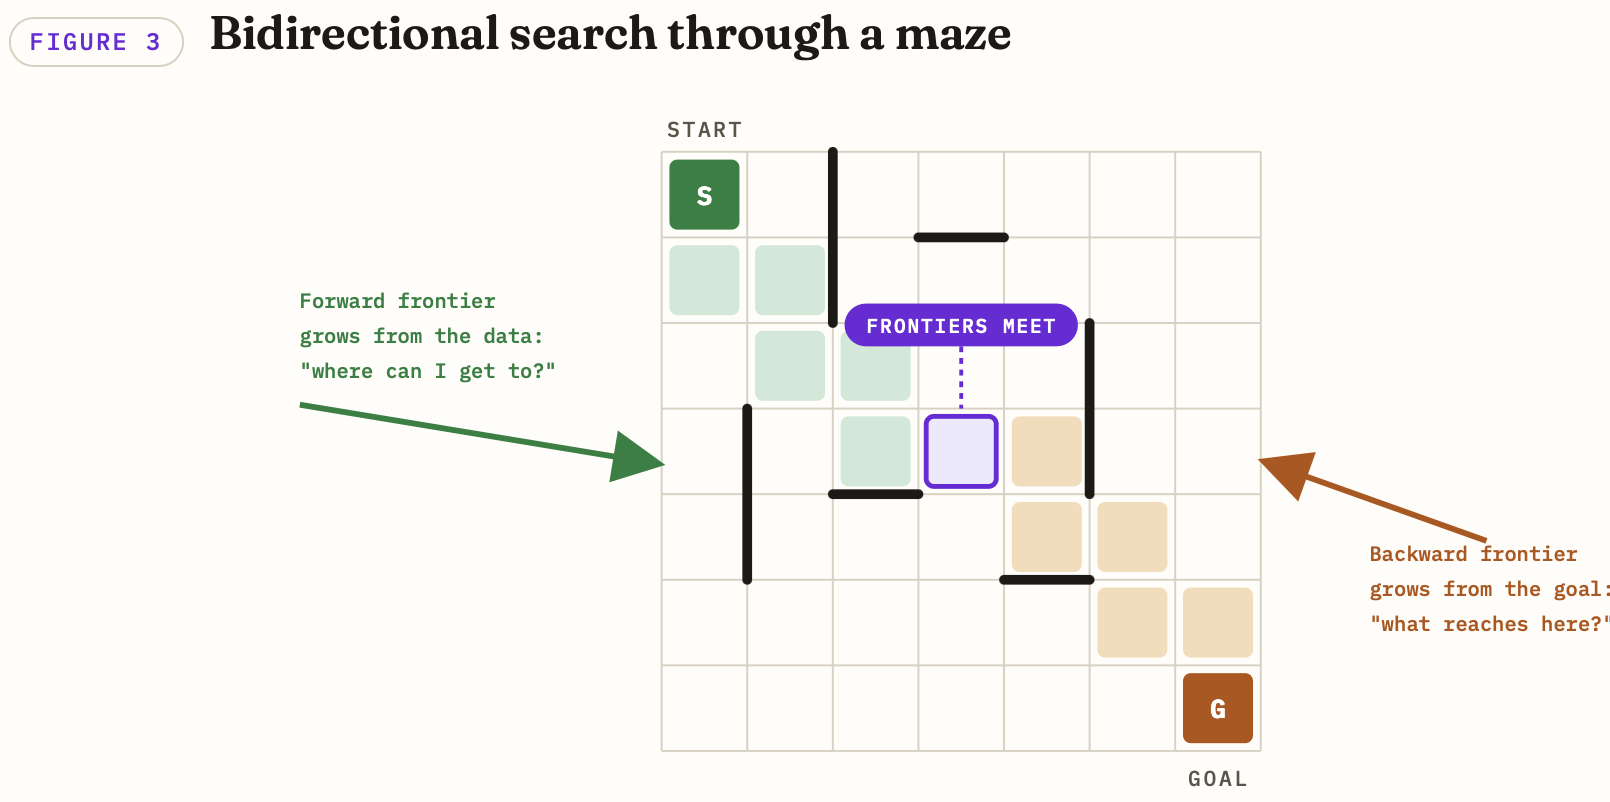 FIGURE 3
Bidirectional search through a maze
START
S
Forward frontier
grows from the data:
"where can I get to?"
FRONTIERS MEET
Backward frontier
grows from the goal:
"what reaches here?"
G
GOAL